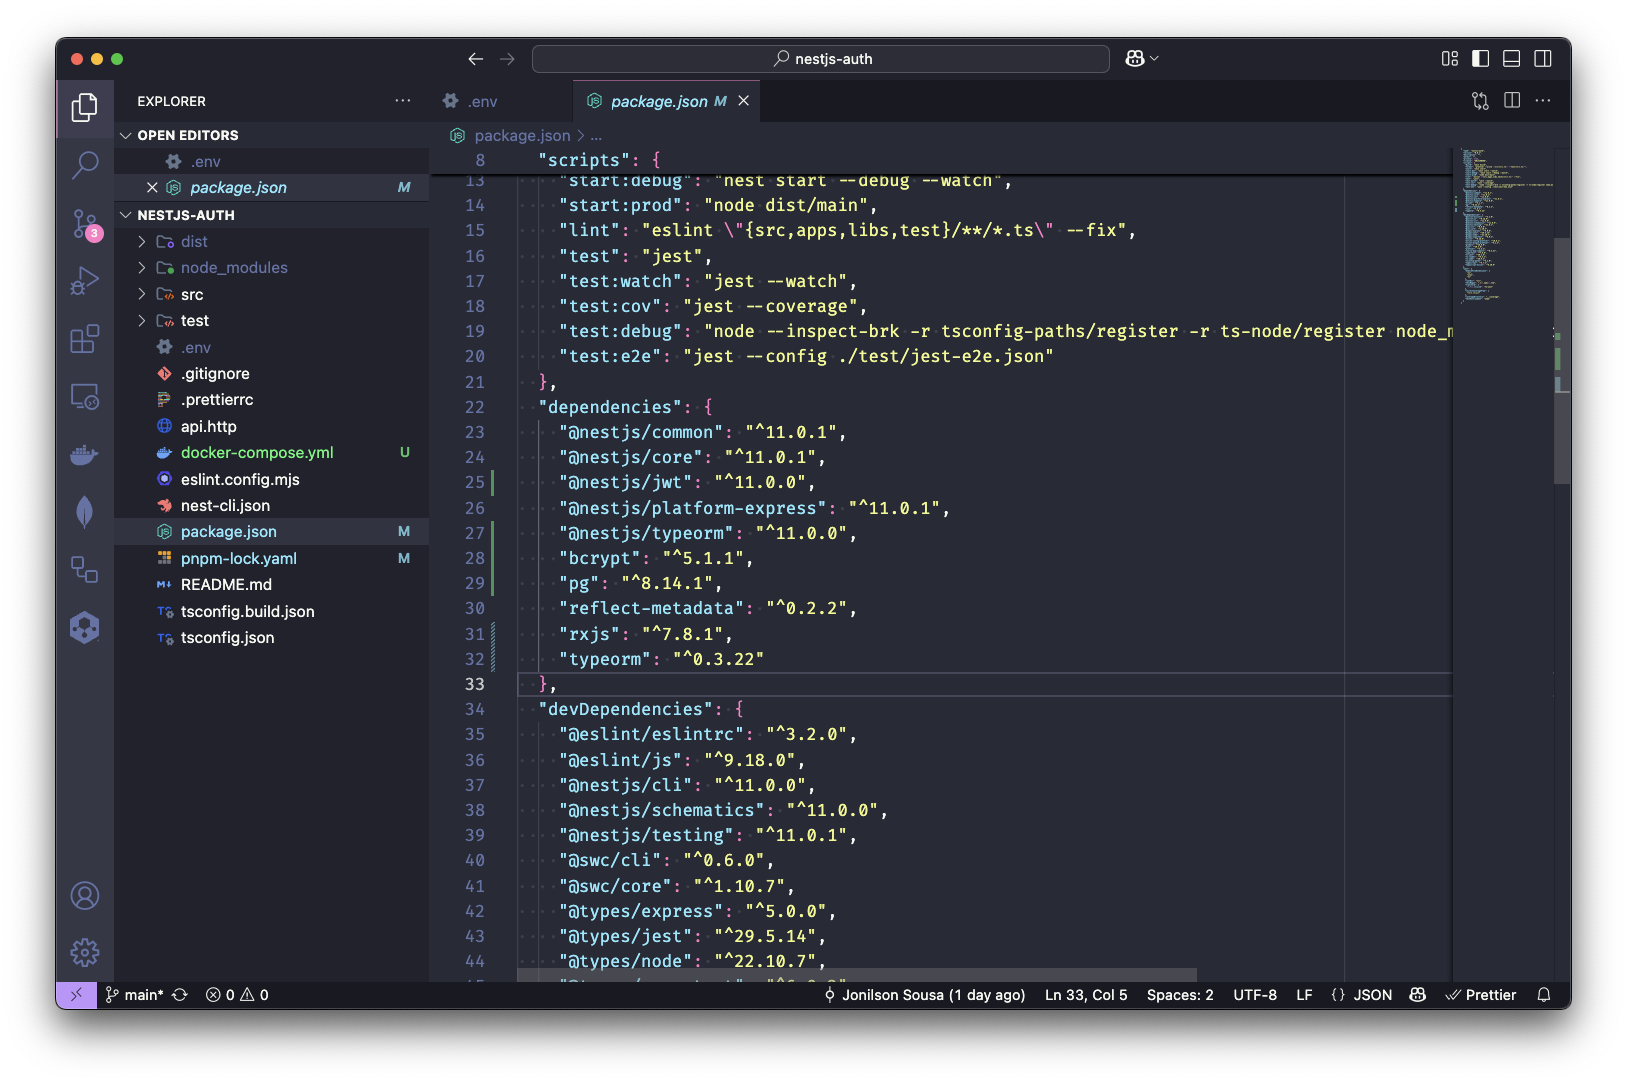 nestjs-auth
EXPLORER
OPEN EDITORS
.env
package.json M
NESTJS-AUTH
dist
node_modules
src
test
.env
.gitignore
.prettierrc
api.http
docker-compose.yml U
eslint.config.mjs
nest-cli.json
package.json M
pnpm-lock.yaml M
README.md
tsconfig.build.json
tsconfig.json
3
.env
package.json M
package.json > ...
8 "scripts": {
13 "start:debug": "nest start --debug --watch",
14 "start:prod": "node dist/main",
15 "lint": "eslint \"{src,apps,libs,test}/**/*.ts\" --fix",
16 "test": "jest",
17 "test:watch": "jest --watch",
18 "test:cov": "jest --coverage",
19 "test:debug": "node --inspect-brk -r tsconfig-paths/register -r ts-node/register
20 "test:e2e": "jest --config ./test/jest-e2e.json"
21 },
22 "dependencies": {
23 "@nestjs/common": "^11.0.1",
24 "@nestjs/core": "^11.0.1",
25 "@nestjs/jwt": "^11.0.0",
26 "@nestjs/platform-express": "^11.0.1",
27 "@nestjs/typeorm": "^11.0.0",
28 "bcrypt": "^5.1.1",
29 "pg": "^8.14.1",
30 "reflect-metadata": "^0.2.2",
31 "rxjs": "^7.8.1",
32 "typeorm": "^0.3.22"
33 },
34 "devDependencies": {
35 "@eslint/eslintrc": "^3.2.0",
36 "@eslint/js": "^9.18.0",
37 "@nestjs/cli": "^11.0.0",
38 "@nestjs/schematics": "^11.0.0",
39 "@nestjs/testing": "^11.0.1",
40 "@swc/cli": "^0.6.0",
41 "@swc/core": "^1.10.7",
42 "@types/express": "^5.0.0",
43 "@types/jest": "^29.5.14",
44 "@types/node": "^22.10.7",
main* 0 0 Jonilson Sousa (1 day ago) Ln 33, Col 5 Spaces: 2 UTF-8 LF {} JSON Prettier